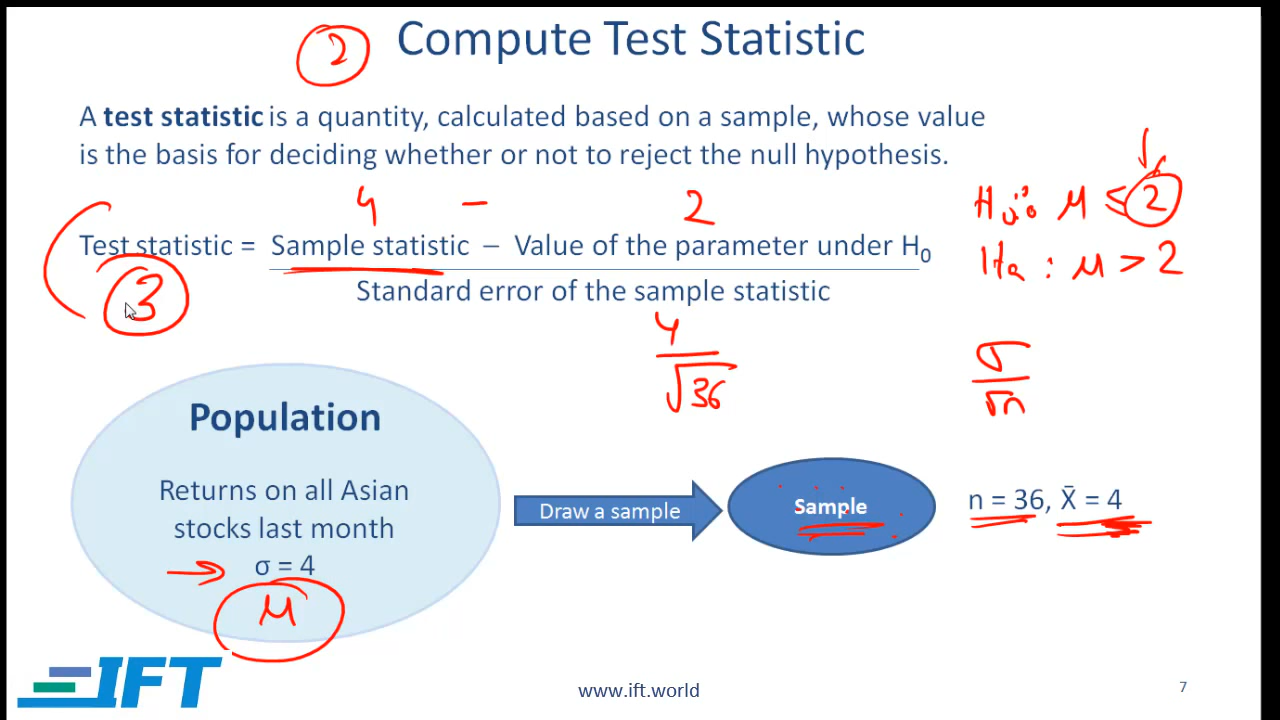 2
Compute Test Statistic
A test statistic is a quantity, calculated based on a sample, whose value
is the basis for deciding whether or not to reject the null hypothesis.
4 - 2
H₀: μ ≤ 2
Hₐ: μ > 2
Test statistic = Sample statistic – Value of the parameter under H₀
Standard error of the sample statistic
3
4
√36
σ
√n
Population
Returns on all Asian
stocks last month
σ = 4
μ
Draw a sample
Sample
n = 36, X̄ = 4
IFT
www.ift.world
7